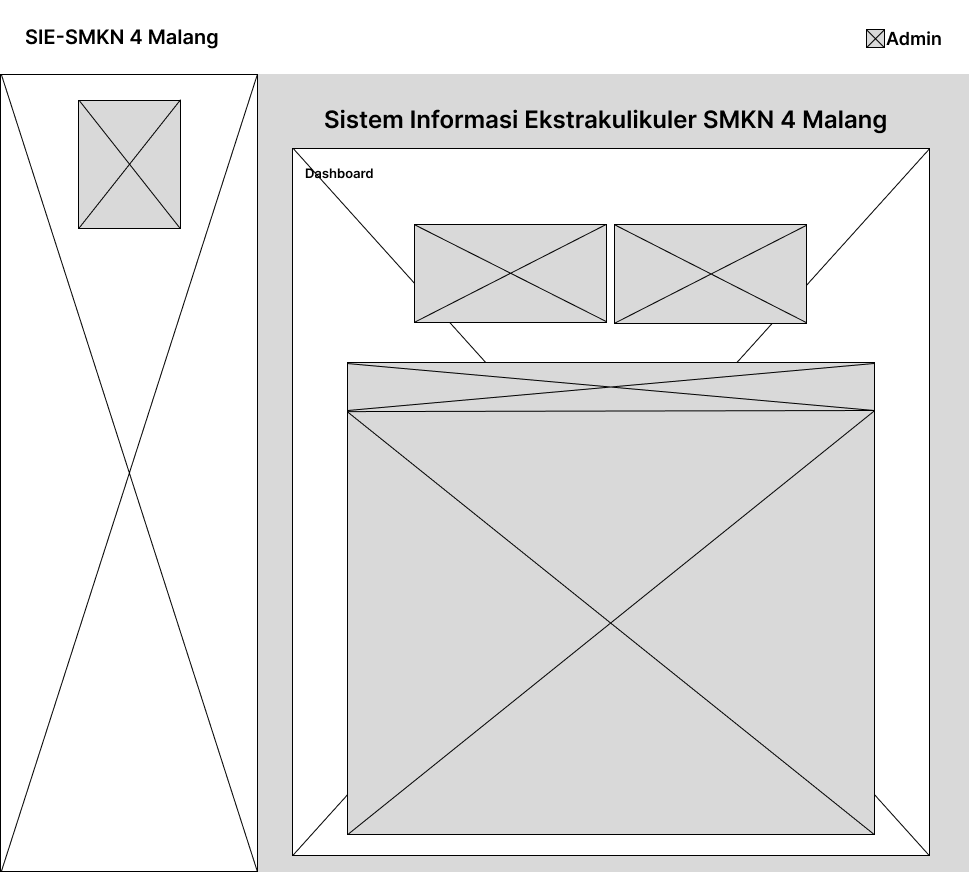 SIE-SMKN 4 Malang
Admin
Sistem Informasi Ekstrakulikuler SMKN 4 Malang
Dashboard